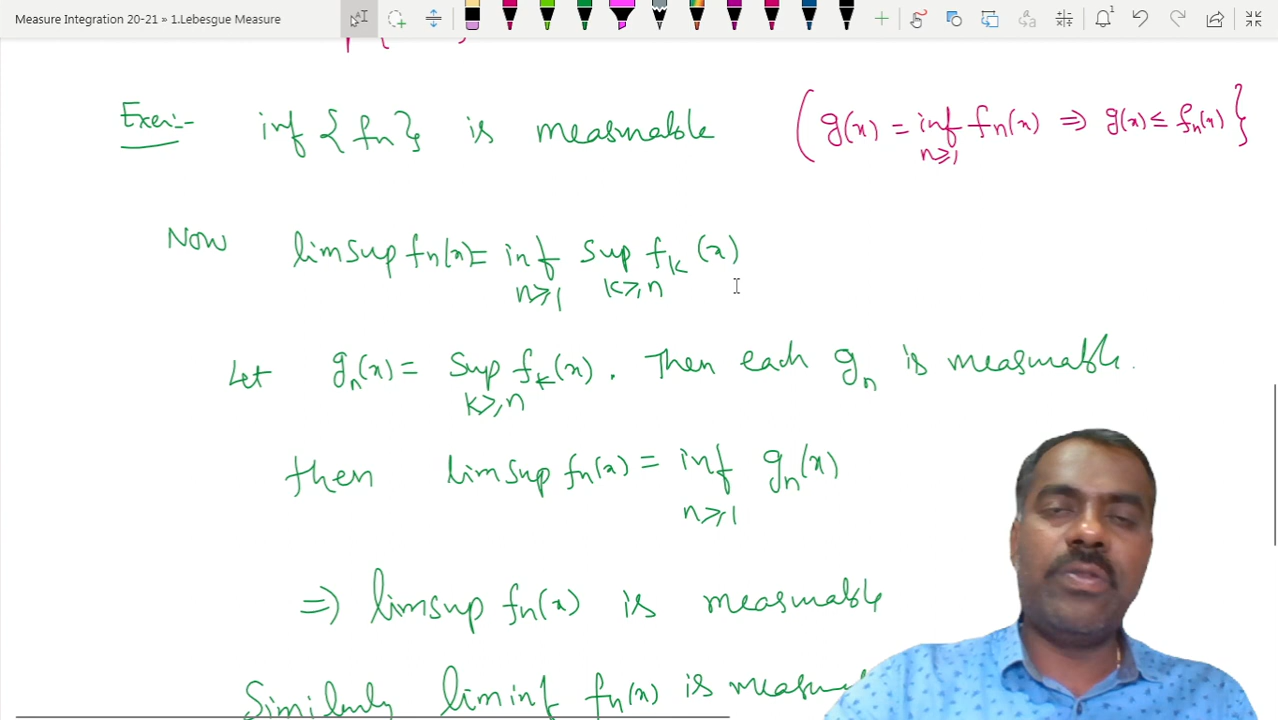 Measure Integration 20-21 » 1.Lebesgue Measure
Exer:- inf {fn} is measurable (g(x) = inf fn(x) ⇒ g(x) ≤ fn(x)}
n≥1
Now limsup fn(x) = inf sup fk(x)
n≥1 k≥n
Let gn(x) = sup fk(x). Then each gn is measurable.
k≥n
then limsup fn(x) = inf gn(x)
n≥1
⇒) limsup fn(x) is measurable
Similarly liminf fn(x) is measu